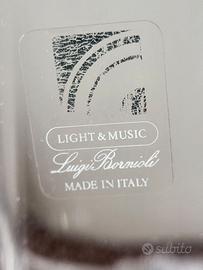 LIGHT & MUSIC
Luigi Bormioli
MADE IN ITALY
subito